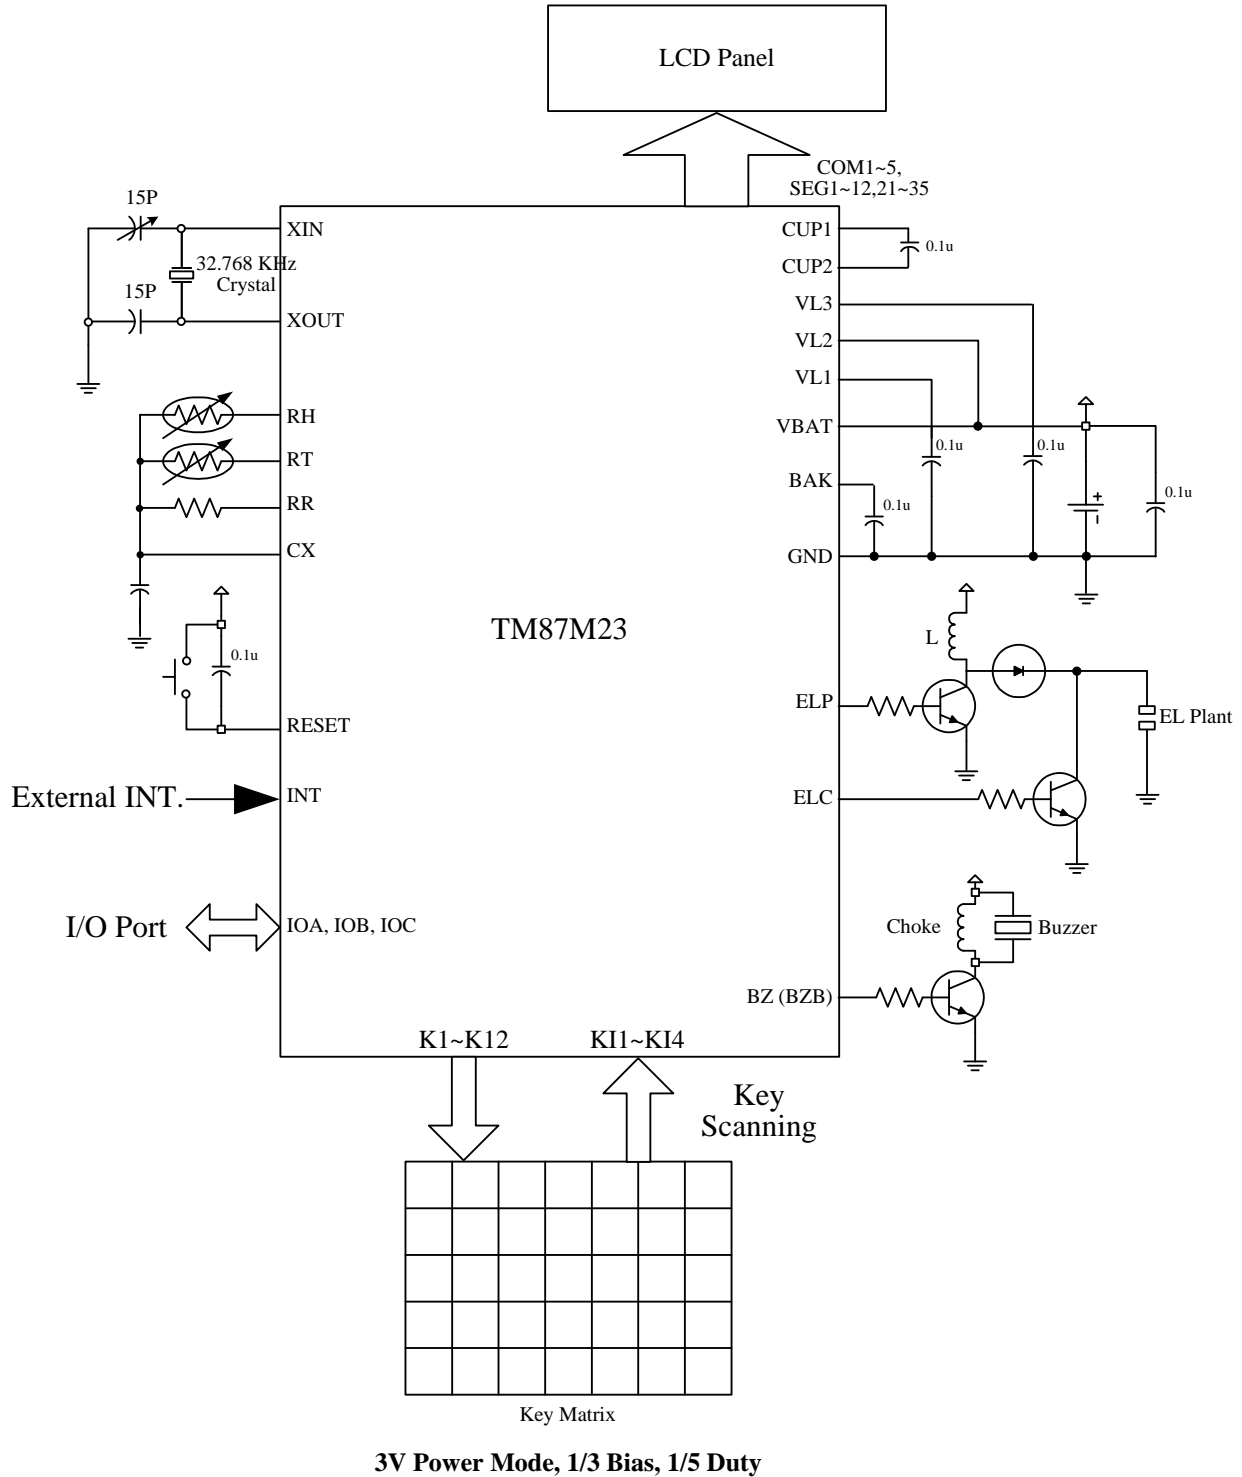 LCD Panel
COM1~5,
SEG1~12,21~35
15P
XIN
32.768 KHz
Crystal
15P
XOUT
RH
RT
RR
CX
0.1u
RESET
External INT.
INT
I/O Port
IOA, IOB, IOC
TM87M23
CUP1
0.1u
CUP2
VL3
VL2
VL1
VBAT
0.1u
0.1u
BAK
0.1u
0.1u
+
-
GND
L
ELP
EL Plant
ELC
Choke
Buzzer
BZ (BZB)
K1~K12
KI1~KI4
Key
Scanning
Key Matrix
3V Power Mode, 1/3 Bias, 1/5 Duty